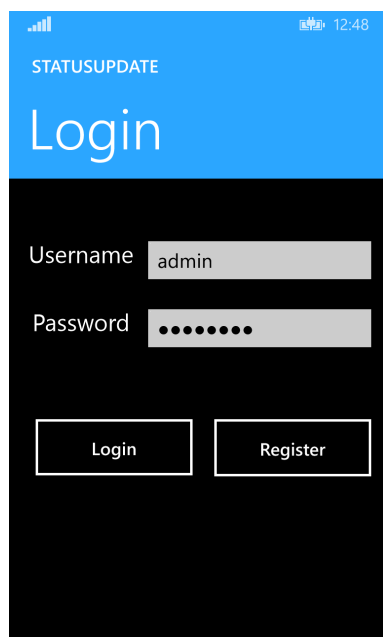 12:48
STATUSUPDATE
Login
Username admin
Password ●●●●●●●●
Login Register